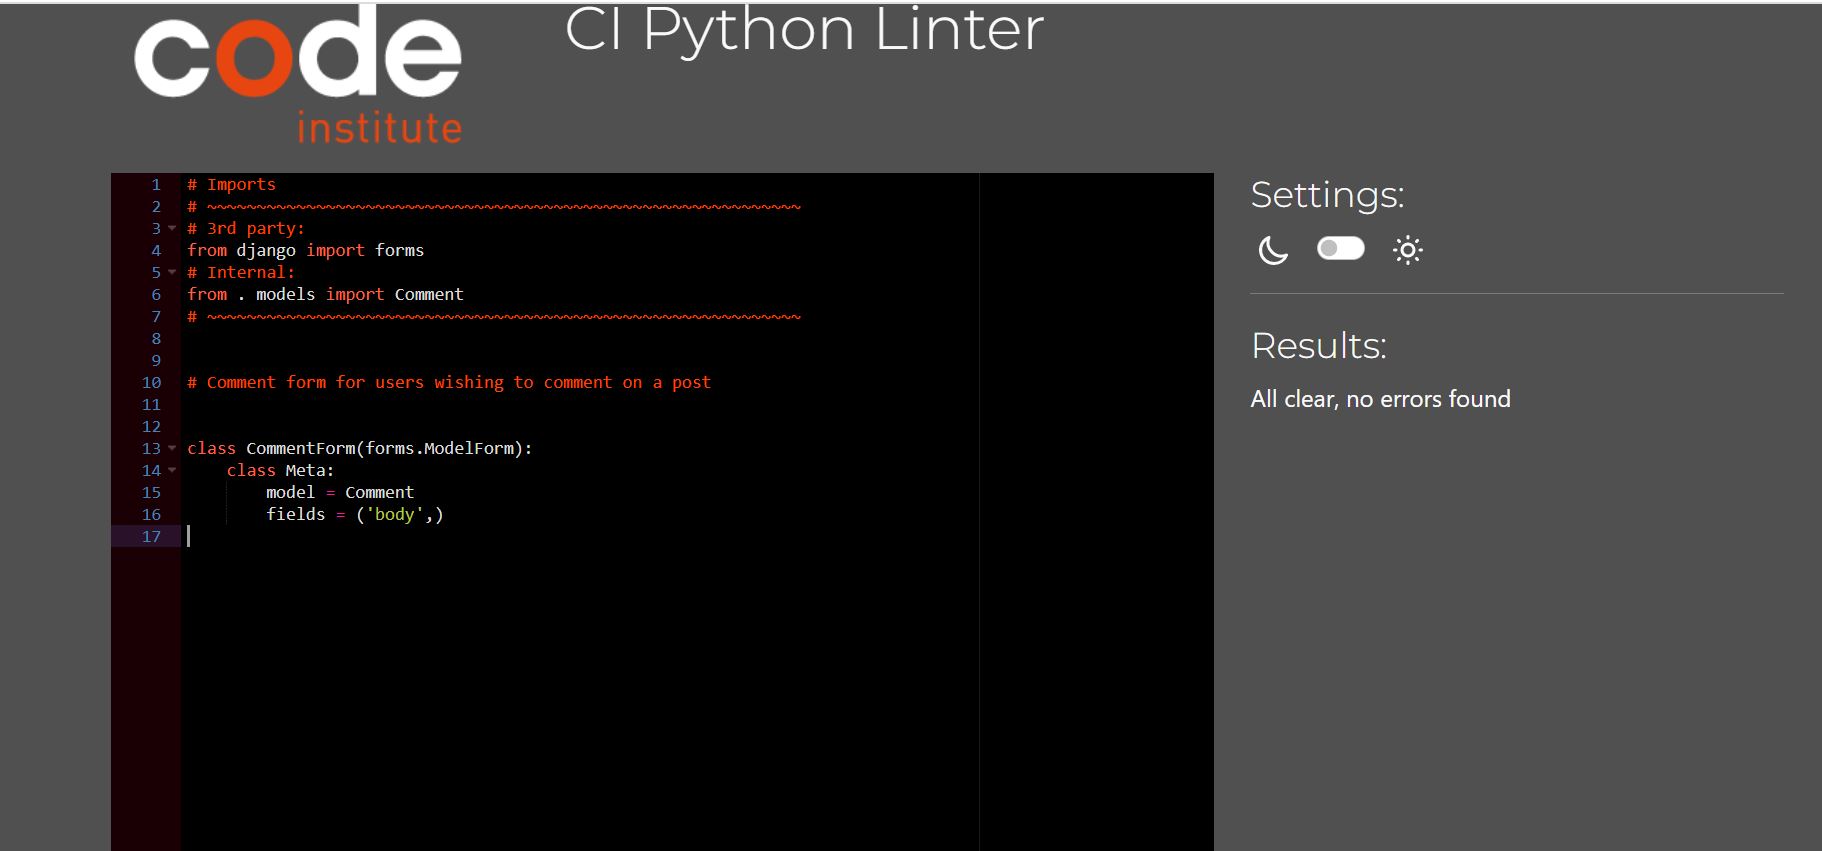 code
institute
CI Python Linter
1 # Imports
2 # ~~~~~~~~~~~~~~~~~~~~~~~~~~~~~~~~~~~~~~~~~~~~~~~~~~~~~~~~~~~~
3 # 3rd party:
4 from django import forms
5 # Internal:
6 from . models import Comment
7 # ~~~~~~~~~~~~~~~~~~~~~~~~~~~~~~~~~~~~~~~~~~~~~~~~~~~~~~~~~~~~
8
9
10 # Comment form for users wishing to comment on a post
11
12
13 class CommentForm(forms.ModelForm):
14     class Meta:
15         model = Comment
16         fields = ('body',)
17
Settings:
Results:
All clear, no errors found